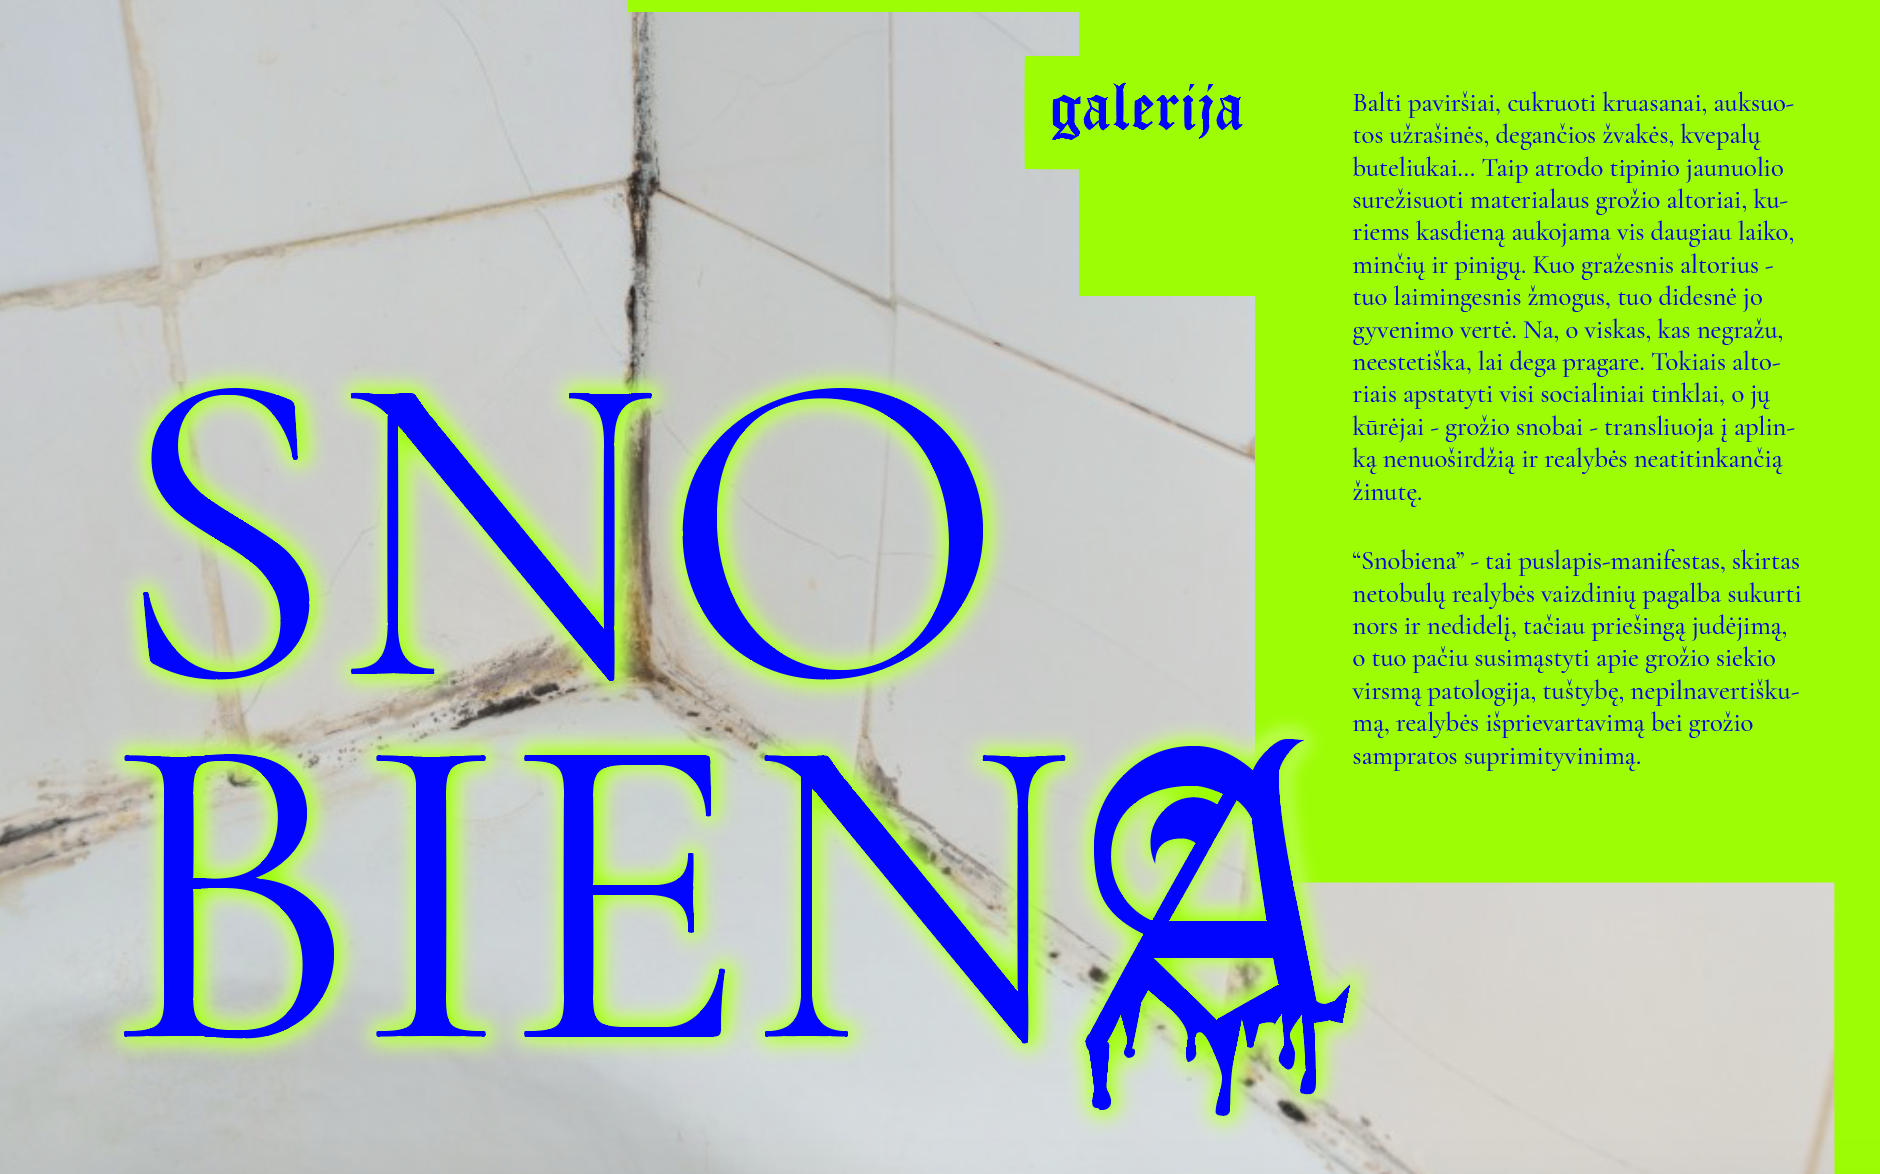 galerija
SNO
BIENA
Balti paviršiai, cukruoti kruasanai, auksuo-
tos užrašinės, degančios žvakės, kvepalų
buteliukai... Taip atrodo tipinio jaunuolio
surežisuoti materialaus grožio altoriai, ku-
riems kasdieną aukojama vis daugiau laiko,
minčių ir pinigų. Kuo gražesnis altorius -
tuo laimingesnis žmogus, tuo didesnė jo
gyvenimo vertė. Na, o viskas, kas negražu,
neestetiška, lai dega pragare. Tokiais alto-
riais apstatyti visi socialiniai tinklai, o jų
kūrėjai - grožio snobai - transliuoja į aplin-
ką nenuoširdžią ir realybės neatitinkančią
žinutę.
“Snobiena” - tai puslapis-manifestas, skirtas
netobulų realybės vaizdinių pagalba sukurti
nors ir nedidelį, tačiau priešingą judėjimą,
o tuo pačiu susimąstyti apie grožio siekio
virsmą patologija, tuštybę, nepilnavertišku-
mą, realybės išprievartavimą bei grožio
sampratos suprimityvinimą.